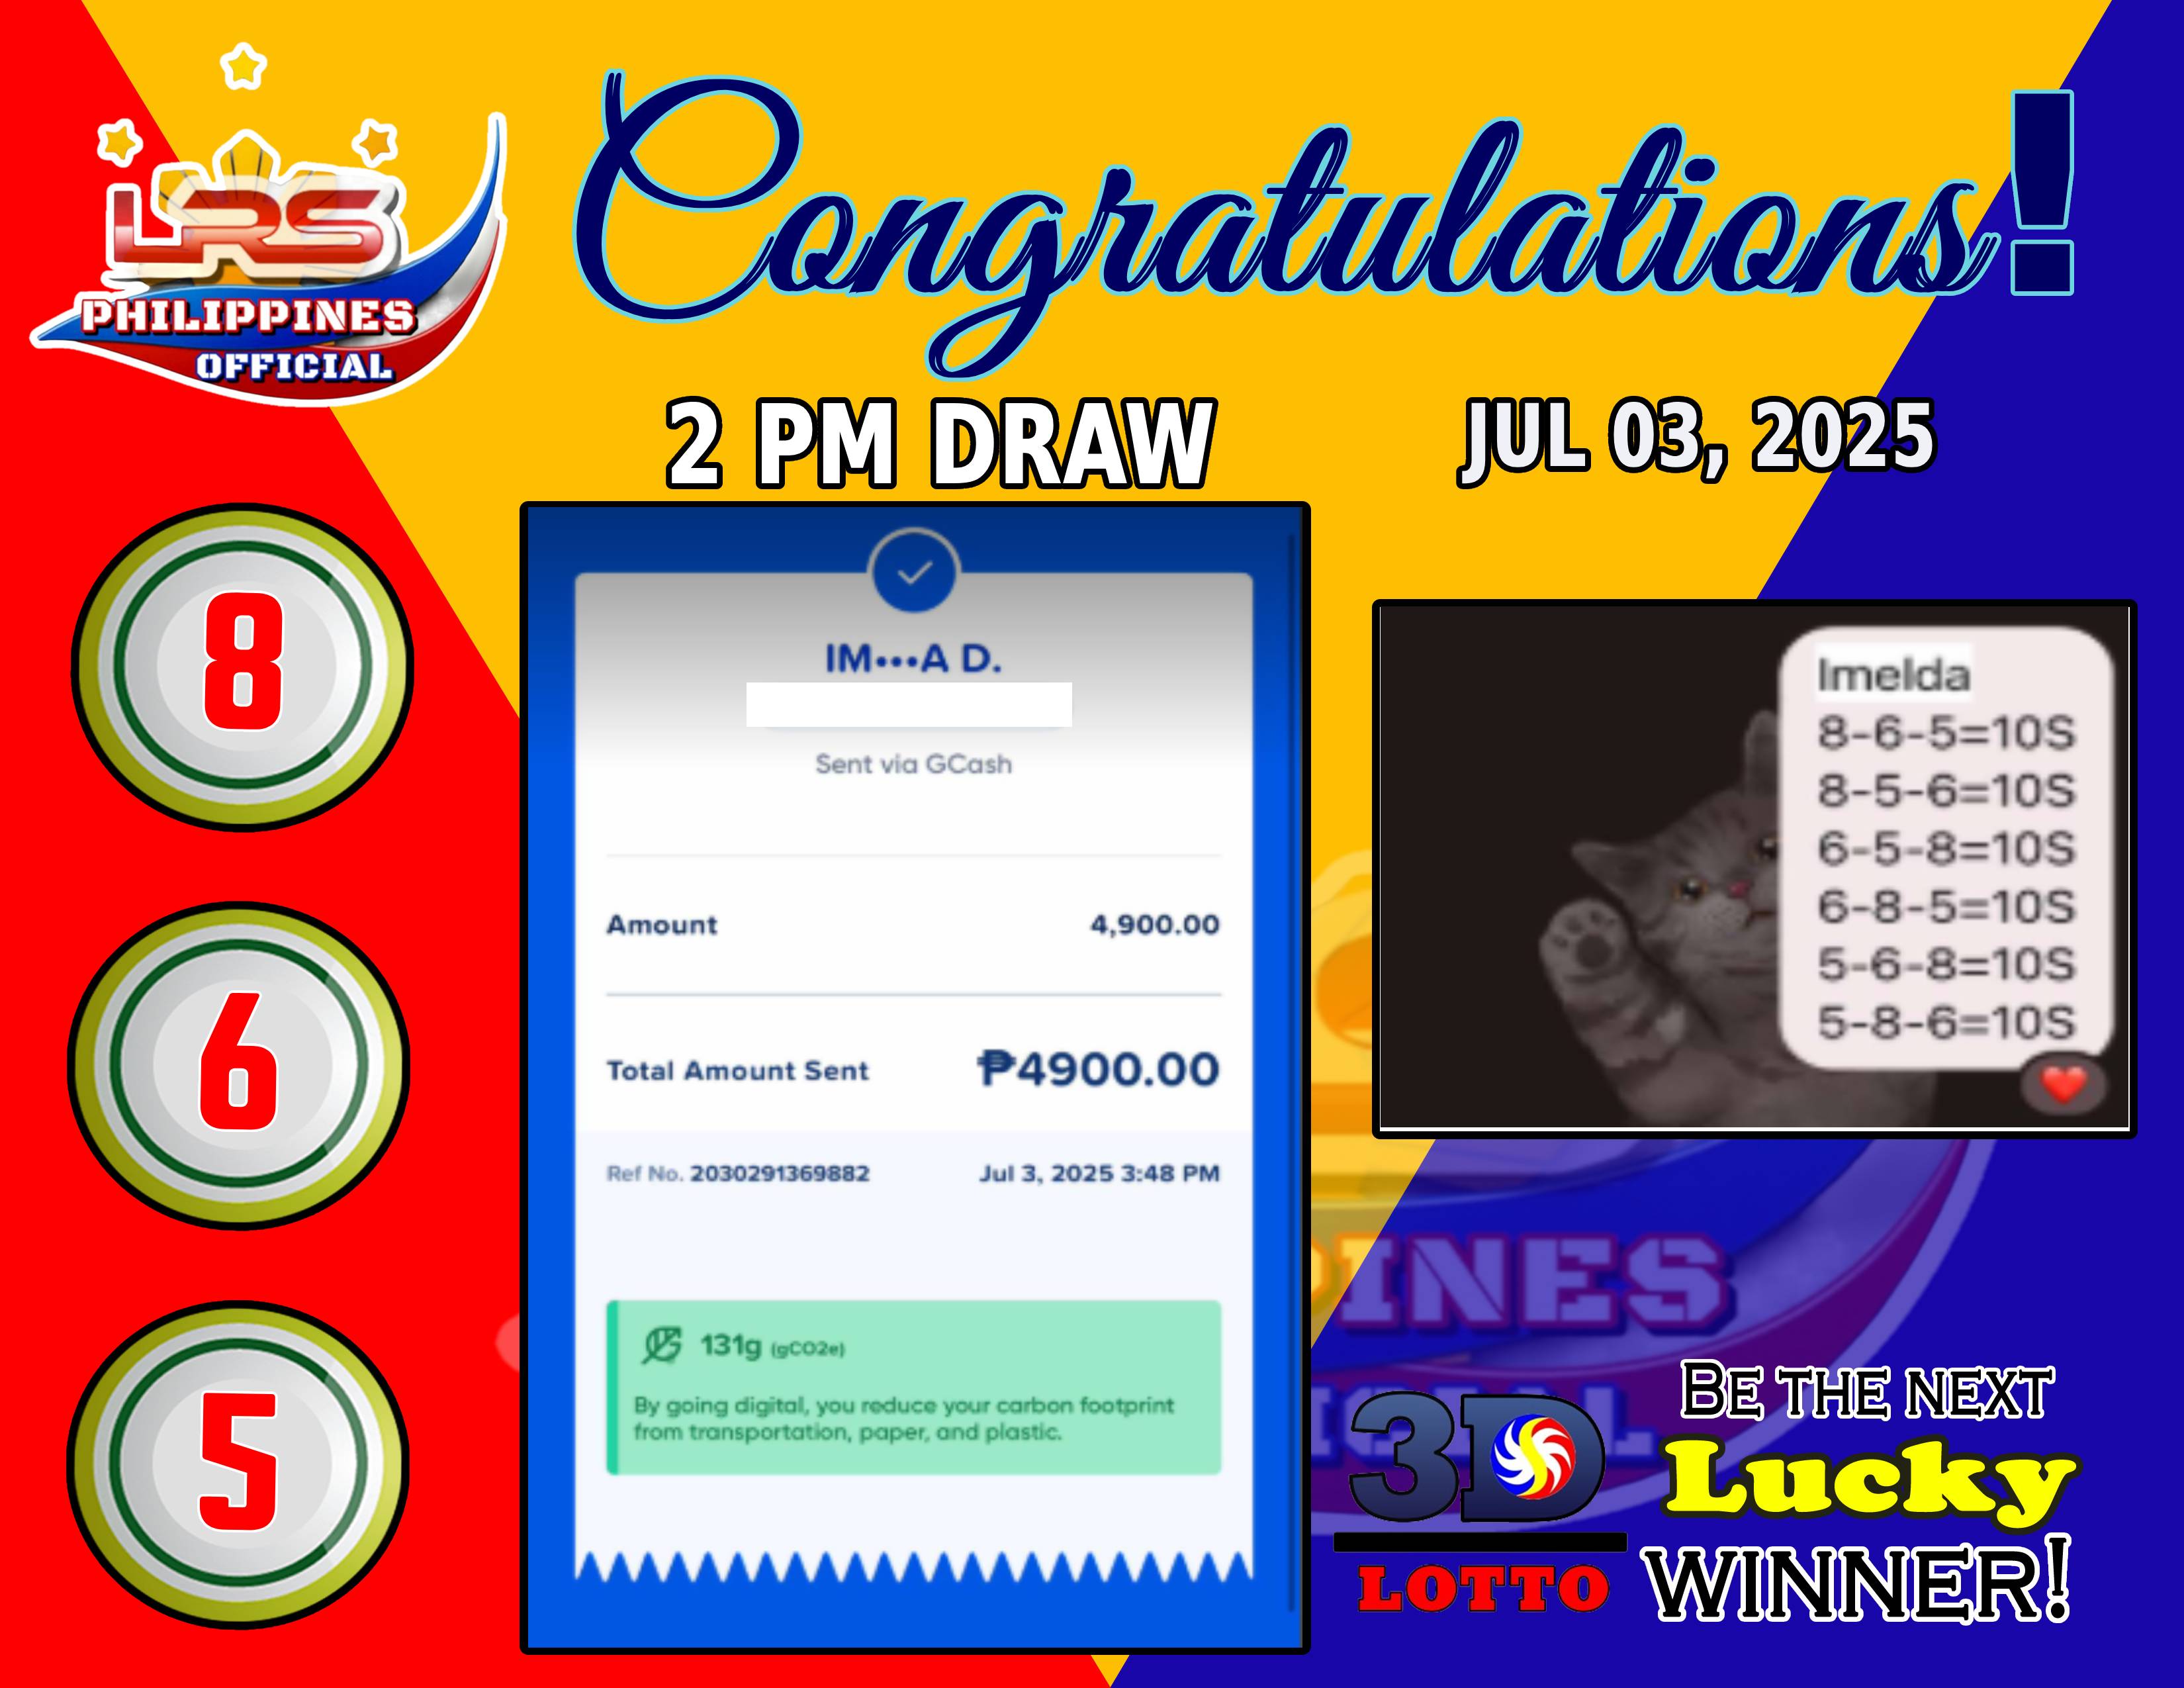 LRS
PHILIPPINES
OFFICIAL
Congratulations!
2 PM DRAW
JUL 03, 2025
8
6
5
IM•••A D.
Sent via GCash
Amount 4,900.00
Total Amount Sent ₱4900.00
Ref No. 2030291369882 Jul 3, 2025 3:48 PM
131g (gCO2e)
By going digital, you reduce your carbon footprint
from transportation, paper, and plastic.
Imelda
8-6-5=10S
8-5-6=10S
6-5-8=10S
6-8-5=10S
5-6-8=10S
5-8-6=10S
PINES
3D
LOTTO
BE THE NEXT
Lucky
WINNER!